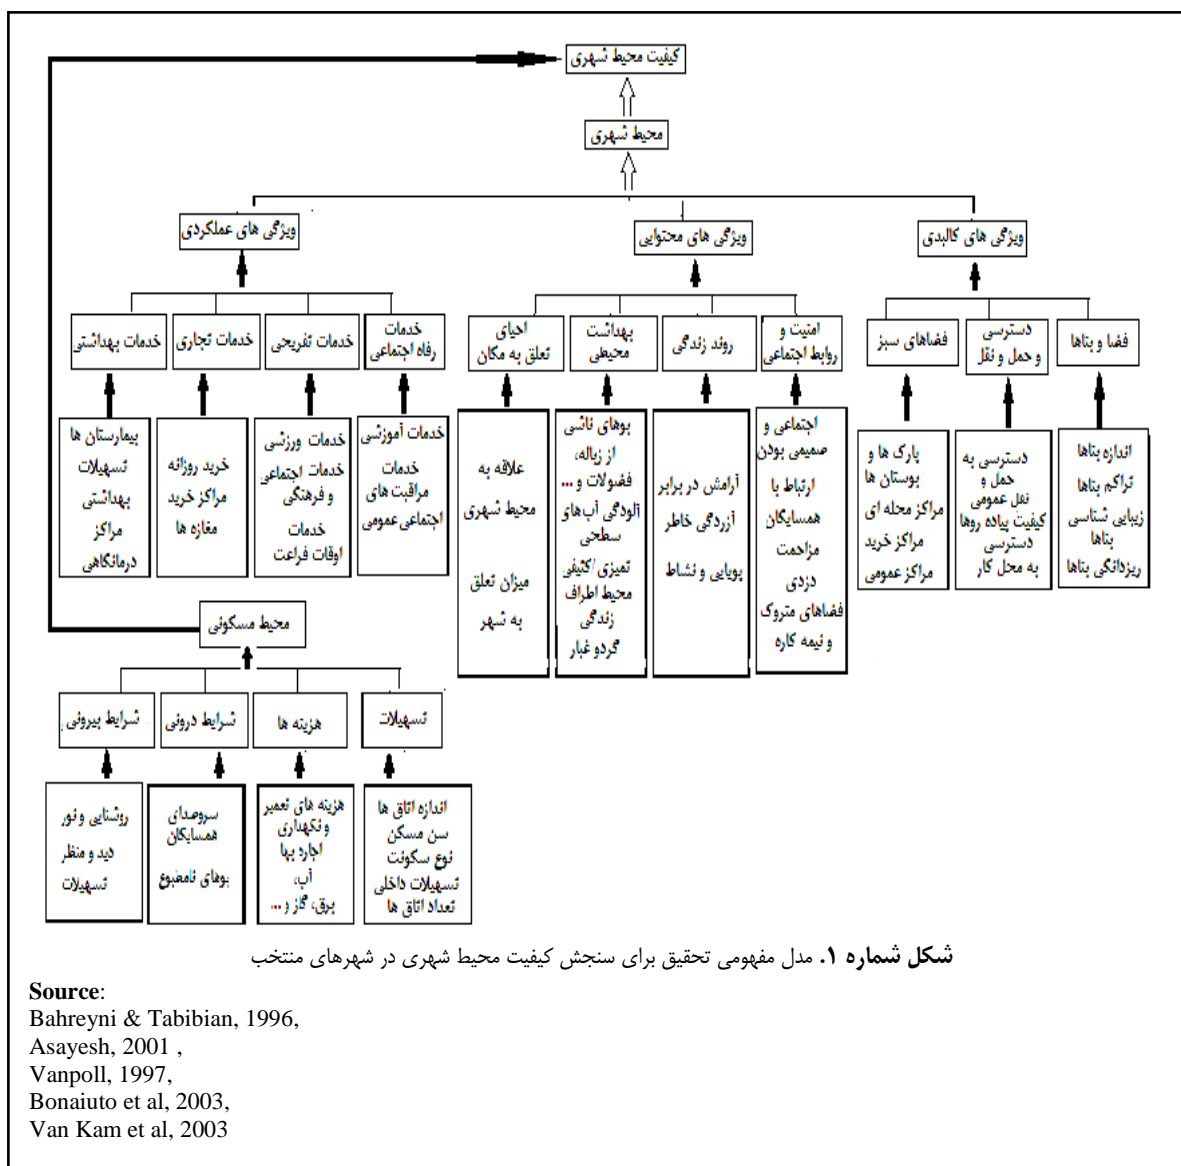 کیفیت محیط شهری
محیط شهری
ویژگی های کالبدی
ویژگی های محتوایی
ویژگی های عملکردی
فضا و بناها
دسترسی
و حمل و نقل
فضاهای سبز
امنیت و
روابط اجتماعی
روند زندگی
بهداشت
محیطی
احیای
تعلق به مکان
خدمات
رفاه اجتماعی
خدمات تفریحی
خدمات تجاری
خدمات بهداشتی
اندازه بناها
تراکم بناها
زیبایی شناسی
بناها
ریزدانگی بناها
دسترسی به
حمل و
نقل عمومی
کیفیت پیاده روها
دسترسی
به محل کار
پارک ها و
بوستان ها
مراکز محله ای
مراکز خرید
مراکز عمومی
اجتماعی و
صمیمی بودن
ارتباط با
همسایگان
مزاحمت
دزدی
فضاهای متروک
و نیمه کاره
آرامش در برابر
آزردگی خاطر
پویایی و نشاط
بوهای ناشی
از زباله،
فضولات و ...
آلودگی آب های
سطحی
تمیزی /کثیفی
محیط اطراف
زندگی
گردو غبار
علاقه به
محیط شهری
میزان تعلق
به شهر
خدمات آموزشی
خدمات
مراقبت های
اجتماعی عمومی
خدمات ورزشی
خدمات اجتماعی
و فرهنگی
خدمات
اوقات فراغت
خرید روزانه
مراکز خرید
مغازه ها
بیمارستان ها
تسهیلات
بهداشتی
مراکز
درمانگاهی
محیط مسکونی
تسهیلات
هزینه ها
شرایط درونی
شرایط بیرونی
اندازه اتاق ها
سن مسکن
نوع سکونت
تسهیلات داخلی
تعداد اتاق ها
هزینه های تعمیر
و نگهداری
اجاره بها
آب،
برق، گاز و ...
سروصدای
همسایگان
بوهای نامطبوع
روشنایی و نور
دید و منظر
تسهیلات
شکل شماره ۱. مدل مفهومی تحقیق برای سنجش کیفیت محیط شهری در شهرهای منتخب
Source:
Bahreyni & Tabibian, 1996,
Asayesh, 2001 ,
Vanpoll, 1997,
Bonaiuto et al, 2003,
Van Kam et al, 2003